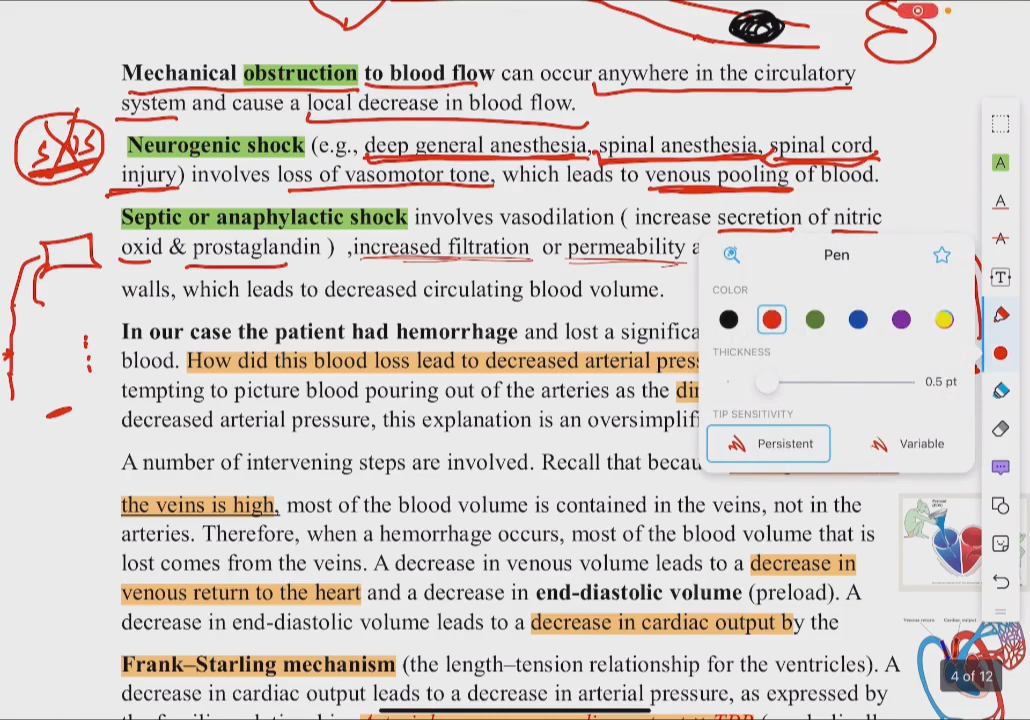 Mechanical obstruction to blood flow can occur anywhere in the circulatory
system and cause a local decrease in blood flow.
Neurogenic shock (e.g., deep general anesthesia, spinal anesthesia, spinal cord
injury) involves loss of vasomotor tone, which leads to venous pooling of blood.
Septic or anaphylactic shock involves vasodilation ( increase secretion of nitric
oxid & prostaglandin ) ,increased filtration or permeability a
walls, which leads to decreased circulating blood volume.
In our case the patient had hemorrhage and lost a significa
blood. How did this blood loss lead to decreased arterial pres
tempting to picture blood pouring out of the arteries as the dir
decreased arterial pressure, this explanation is an oversimplifi
A number of intervening steps are involved. Recall that becau
the veins is high, most of the blood volume is contained in the veins, not in the
arteries. Therefore, when a hemorrhage occurs, most of the blood volume that is
lost comes from the veins. A decrease in venous volume leads to a decrease in
venous return to the heart and a decrease in end-diastolic volume (preload). A
decrease in end-diastolic volume leads to a decrease in cardiac output by the
Frank–Starling mechanism (the length–tension relationship for the ventricles). A
decrease in cardiac output leads to a decrease in arterial pressure, as expressed by
Pen
COLOR
THICKNESS
0.5 pt
TIP SENSITIVITY
Persistent
Variable
A
A
A
T
Venous return
Cardiac output
4 of 12